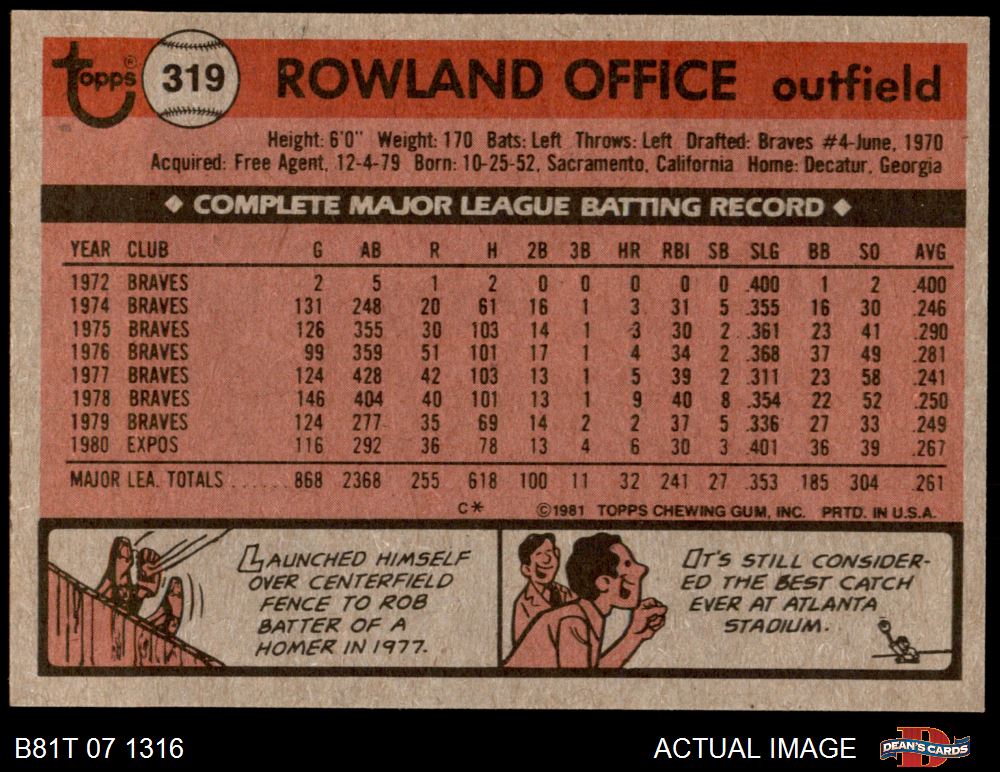 topps® 319 ROWLAND OFFICE outfield
Height: 6'0" Weight: 170 Bats: Left Throws: Left Drafted: Braves #4-June, 1970
Acquired: Free Agent, 12-4-79 Born: 10-25-52, Sacramento, California Home: Decatur, Georgia
COMPLETE MAJOR LEAGUE BATTING RECORD
YEAR CLUB G AB R H 2B 3B HR RBI SB SLG BB SO AVG
1972 BRAVES 2 5 1 2 0 0 0 0 0 .400 1 2 .400
1974 BRAVES 131 248 20 61 16 1 3 31 5 .355 16 30 .246
1975 BRAVES 126 355 30 103 14 1 3 30 2 .361 23 41 .290
1976 BRAVES 99 359 51 101 17 1 4 34 2 .368 37 49 .281
1977 BRAVES 124 428 42 103 13 1 5 39 2 .311 23 58 .241
1978 BRAVES 146 404 40 101 13 1 9 40 8 .354 22 52 .250
1979 BRAVES 124 277 35 69 14 2 2 37 5 .336 27 33 .249
1980 EXPOS 116 292 36 78 13 4 6 30 3 .401 36 39 .267
MAJOR LEA. TOTALS ...... 868 2368 255 618 100 11 32 241 27 .353 185 304 .261
C* ©1981 TOPPS CHEWING GUM, INC. PRTD. IN U.S.A.
LAUNCHED HIMSELF
OVER CENTERFIELD
FENCE TO ROB
BATTER OF A
HOMER IN 1977.
IT'S STILL CONSIDER-
ED THE BEST CATCH
EVER AT ATLANTA
STADIUM.
B81T 07 1316 ACTUAL IMAGE D DEAN'S CARDS